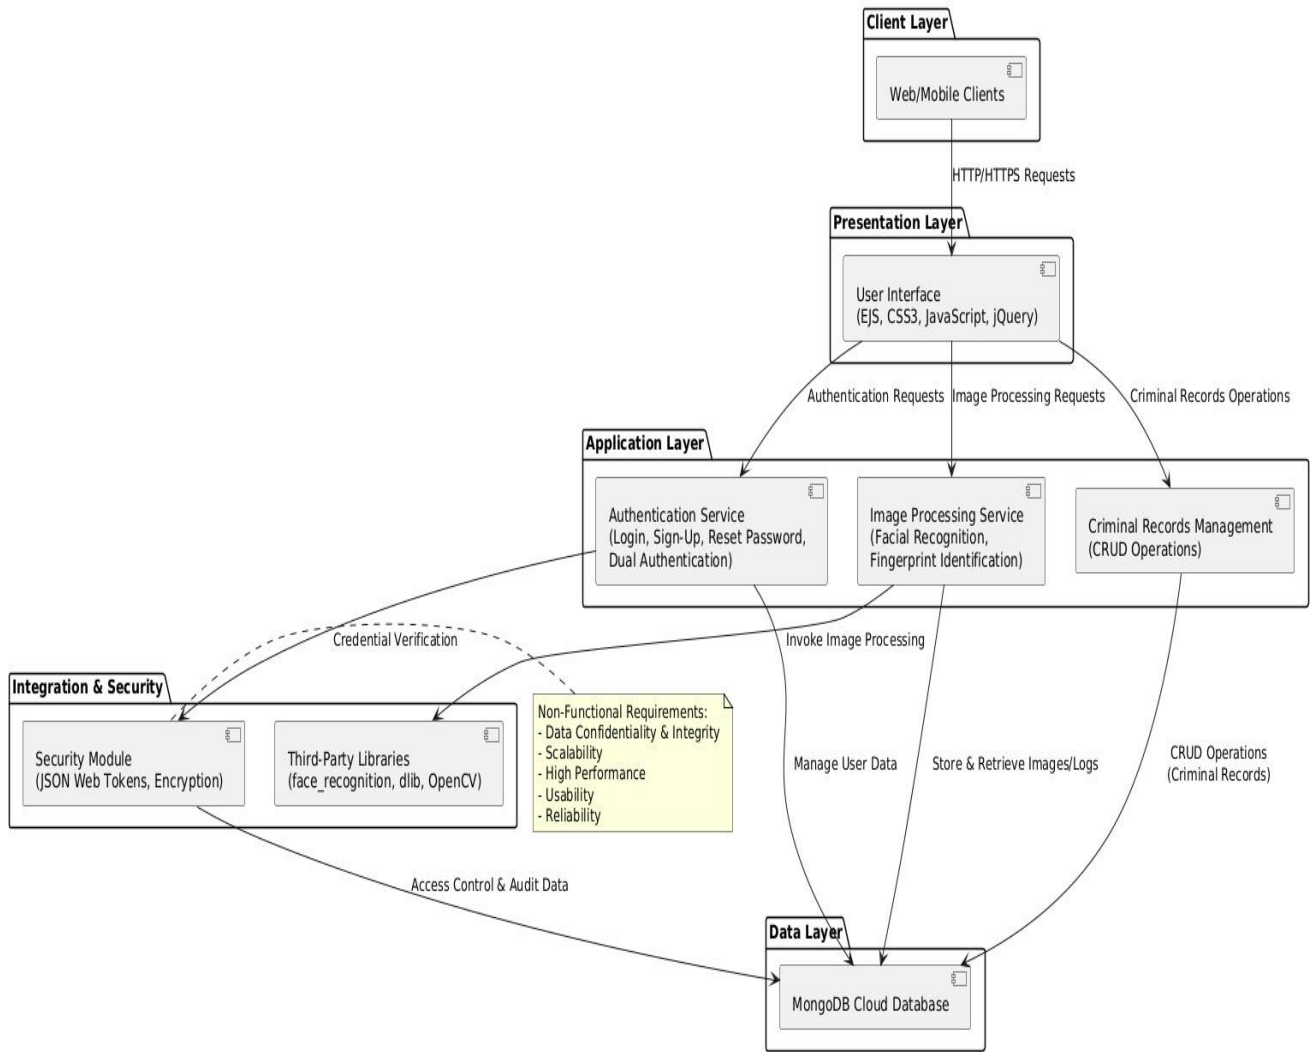 Client Layer
Web/Mobile Clients
HTTP/HTTPS Requests
Presentation Layer
User Interface
(EJS, CSS3, JavaScript, jQuery)
Authentication Requests
Image Processing Requests
Criminal Records Operations
Application Layer
Authentication Service
(Login, Sign-Up, Reset Password,
Dual Authentication)
Image Processing Service
(Facial Recognition,
Fingerprint Identification)
Criminal Records Management
(CRUD Operations)
Credential Verification
Invoke Image Processing
Integration & Security
Security Module
(JSON Web Tokens, Encryption)
Third-Party Libraries
(face_recognition, dlib, OpenCV)
Non-Functional Requirements:
- Data Confidentiality & Integrity
- Scalability
- High Performance
- Usability
- Reliability
Manage User Data
Store & Retrieve Images/Logs
CRUD Operations
(Criminal Records)
Access Control & Audit Data
Data Layer
MongoDB Cloud Database